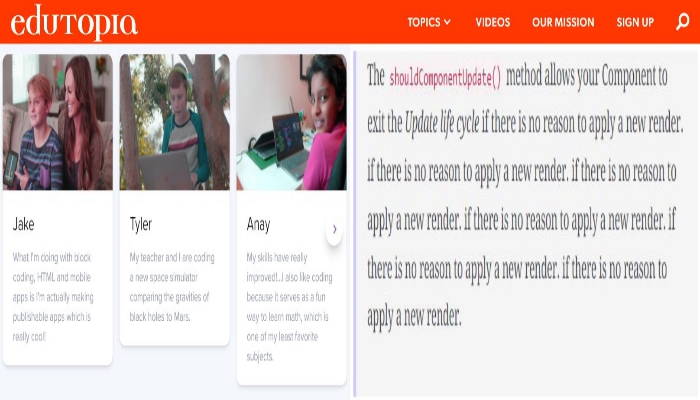 edutopia
TOPICS
VIDEOS
OUR MISSION
SIGN UP
Jake
What I'm doing with block
coding, HTML and mobile
apps is I'm actually making
publishable apps which is
really cool!
Tyler
My teacher and I are coding
a new space simulator
comparing the gravities of
black holes to Mars.
Anay
My skills have really
improved!..I also like coding
because it serves as a fun
way to learn math, which is
one of my least favorite
subjects.
The shouldComponentUpdate() method allows your Component to
exit the Update life cycle if there is no reason to apply a new render.
if there is no reason to apply a new render. if there is no reason to
apply a new render. if there is no reason to apply a new render. if
there is no reason to apply a new render. if there is no reason to
apply a new render.